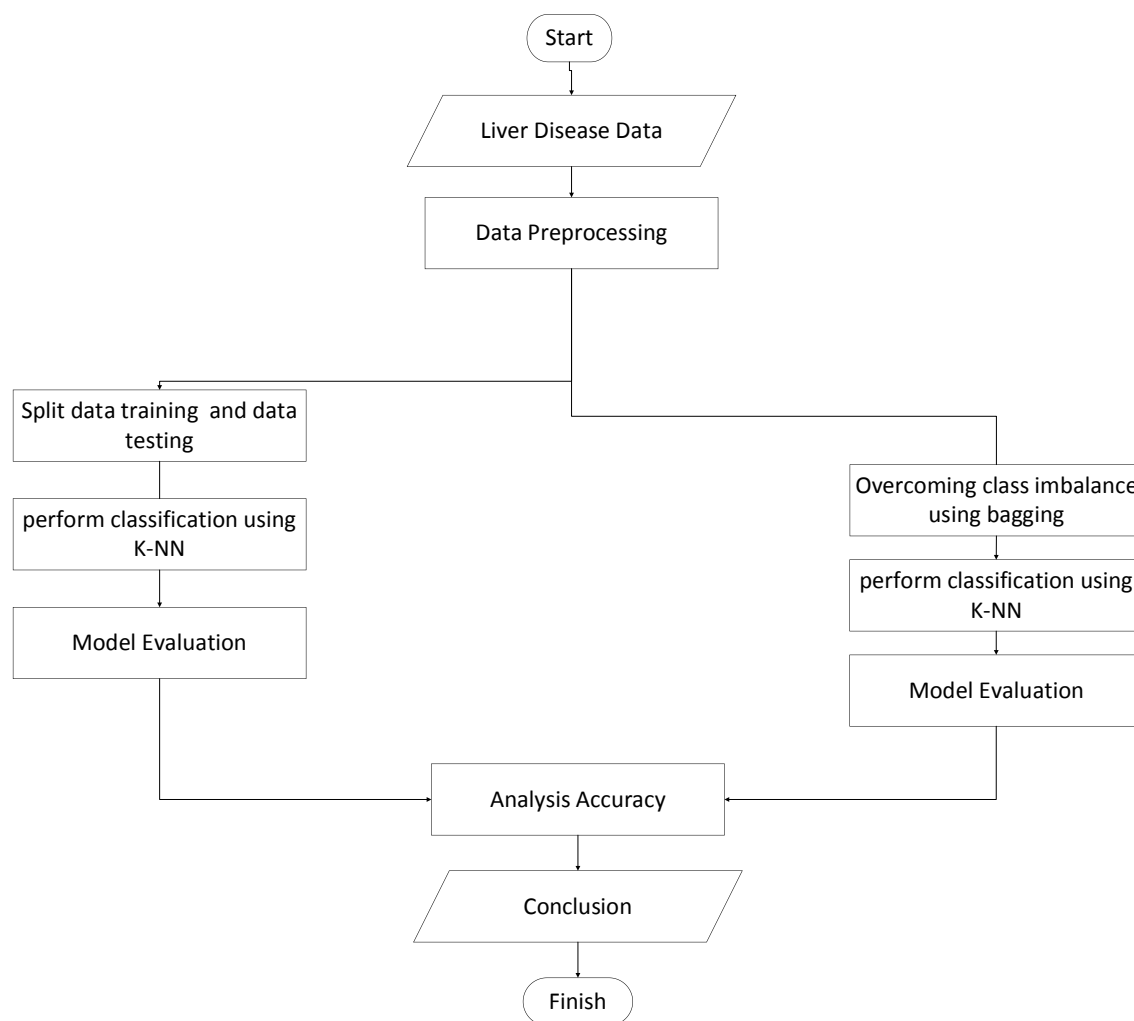 Start
Liver Disease Data
Data Preprocessing
Split data training and data
testing
perform classification using
K-NN
Model Evaluation
Overcoming class imbalance
using bagging
perform classification using
K-NN
Model Evaluation
Analysis Accuracy
Conclusion
Finish